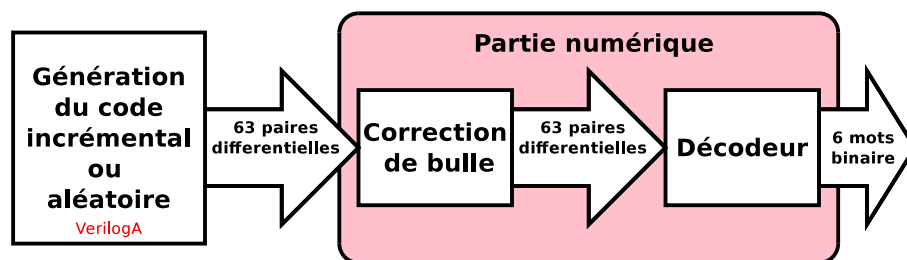 Génération
du code
incrémental
ou
aléatoire
VerilogA
63 paires
differentielles
Partie numérique
Correction
de bulle
63 paires
differentielles
Décodeur
6 mots
binaire